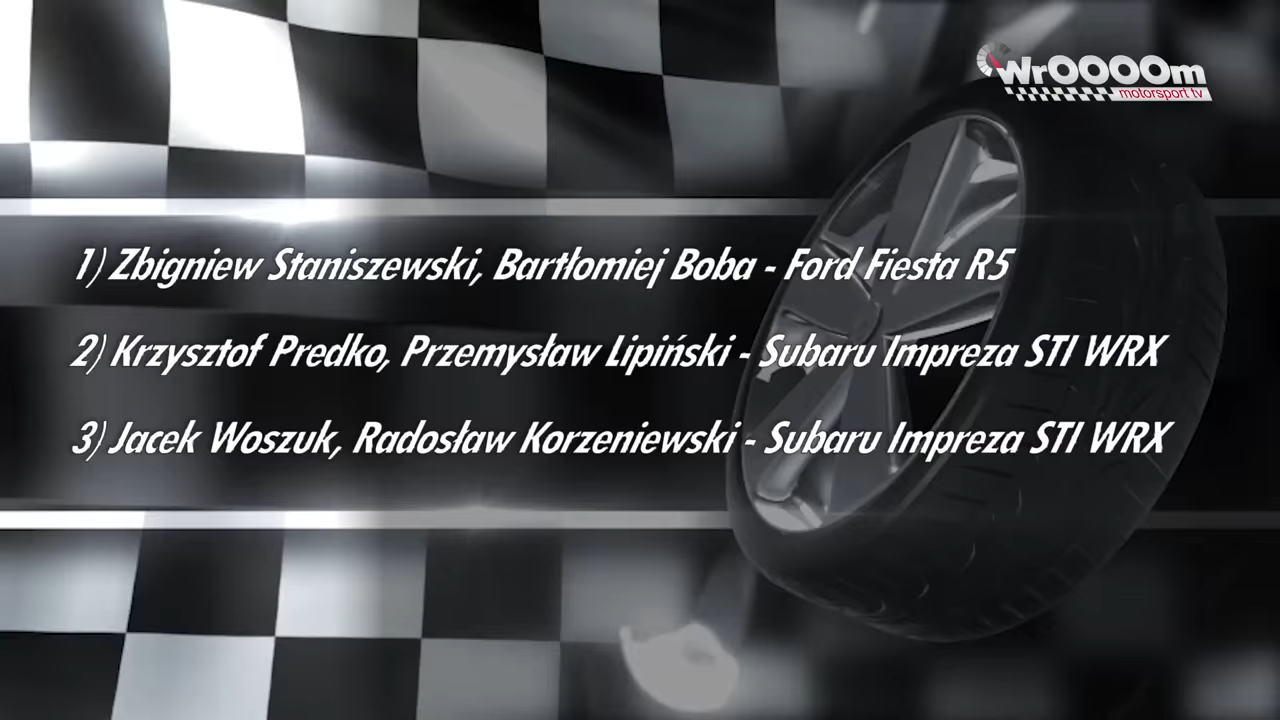 WrOOOOm
motorsport tv
1) Zbigniew Staniszewski, Bartłomiej Boba - Ford Fiesta R5
2) Krzysztof Predko, Przemysław Lipiński - Subaru Impreza STI WRX
3) Jacek Woszuk, Radosław Korzeniewski - Subaru Impreza STI WRX